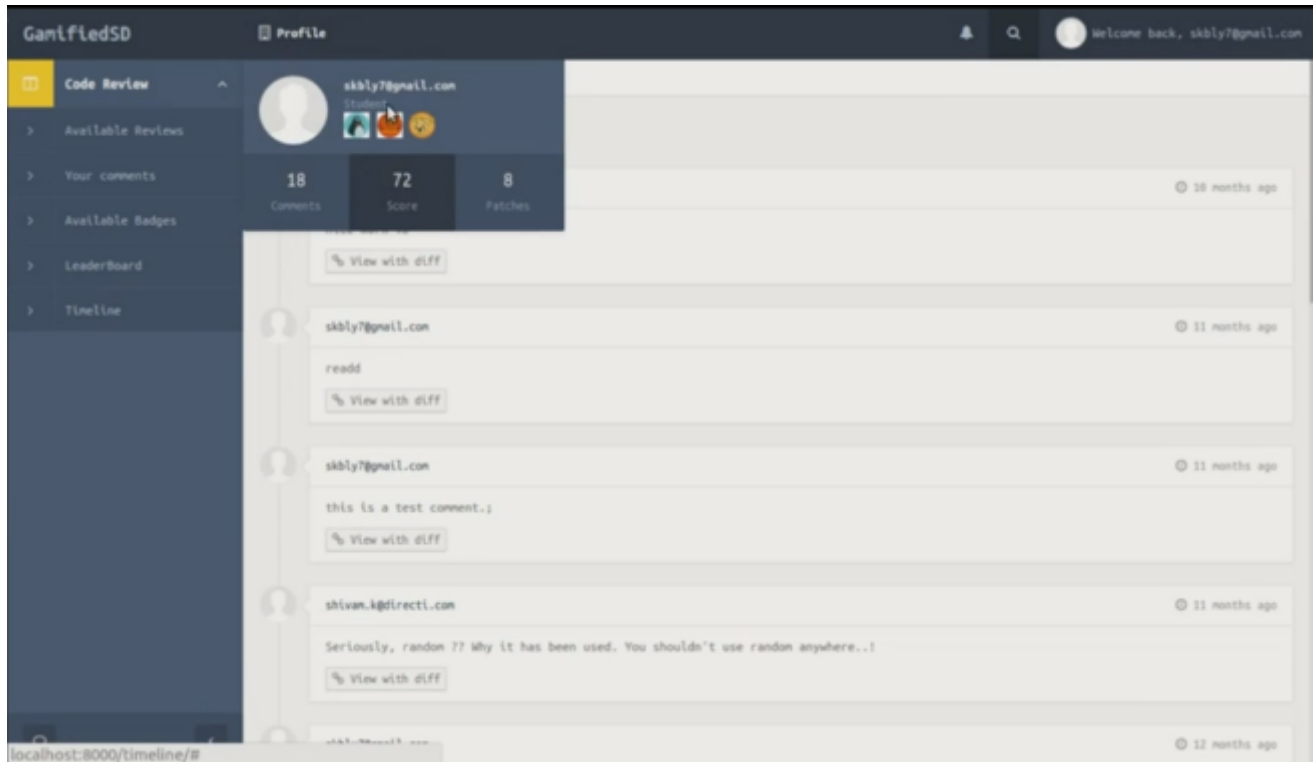 GamifiedSD
Profile
Welcome back, skbly7@gmail.com
Code Review
Available Reviews
Your comments
Available Badges
LeaderBoard
Timeline
skbly7@gmail.com
Student
18
Comments
72
Score
8
Patches
10 months ago
View with diff
skbly7@gmail.com
11 months ago
readd
View with diff
skbly7@gmail.com
11 months ago
this is a test comment.;
View with diff
shivam.k@directi.com
11 months ago
Seriously, random ?? Why it has been used. You shouldn't use random anywhere..!
View with diff
12 months ago
localhost:8000/timeline/#